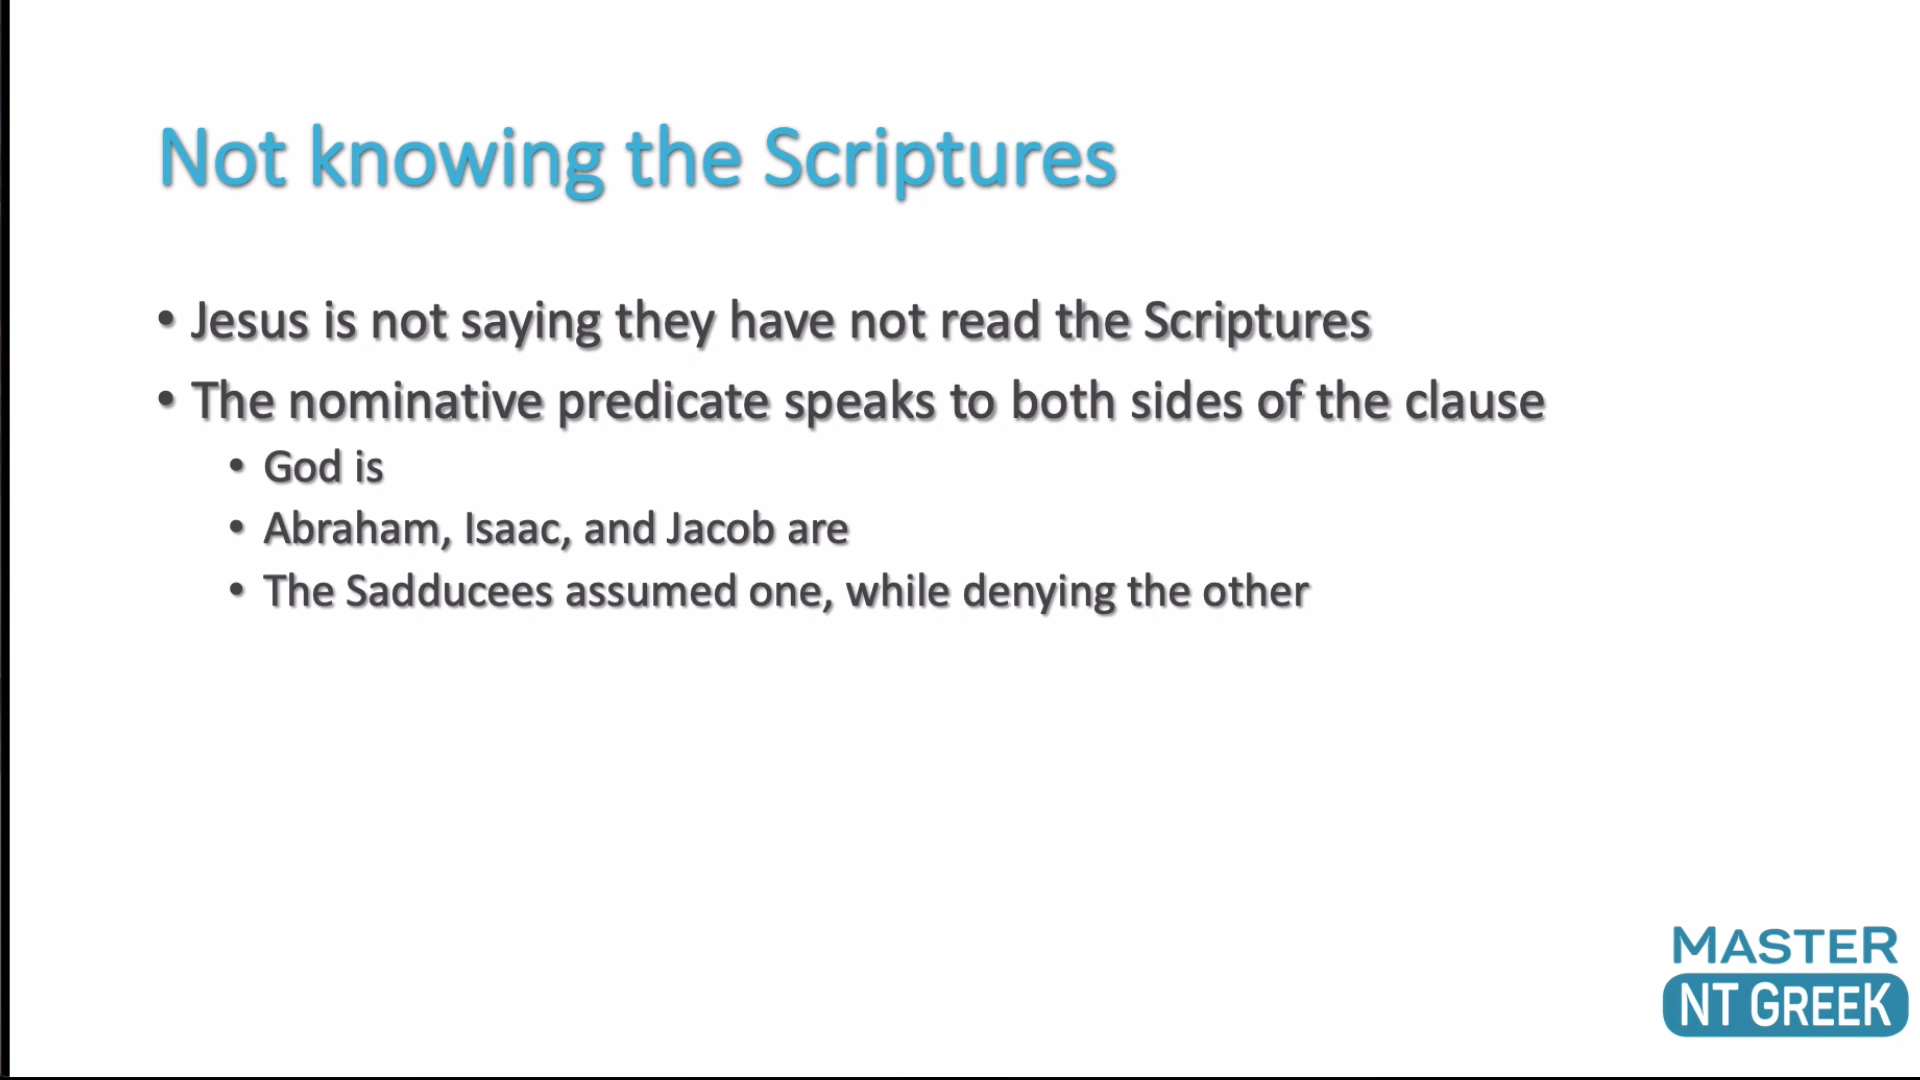 Not knowing the Scriptures
• Jesus is not saying they have not read the Scriptures
• The nominative predicate speaks to both sides of the clause
• God is
• Abraham, Isaac, and Jacob are
• The Sadducees assumed one, while denying the other
MASTER
NT GREEK